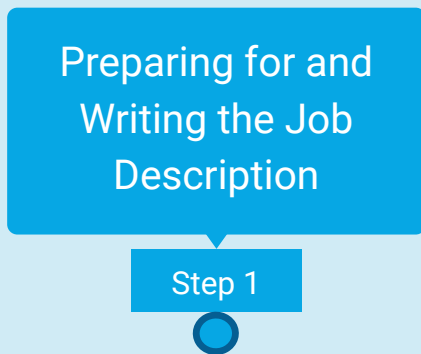 Preparing for and
Writing the Job
Description
Step 1